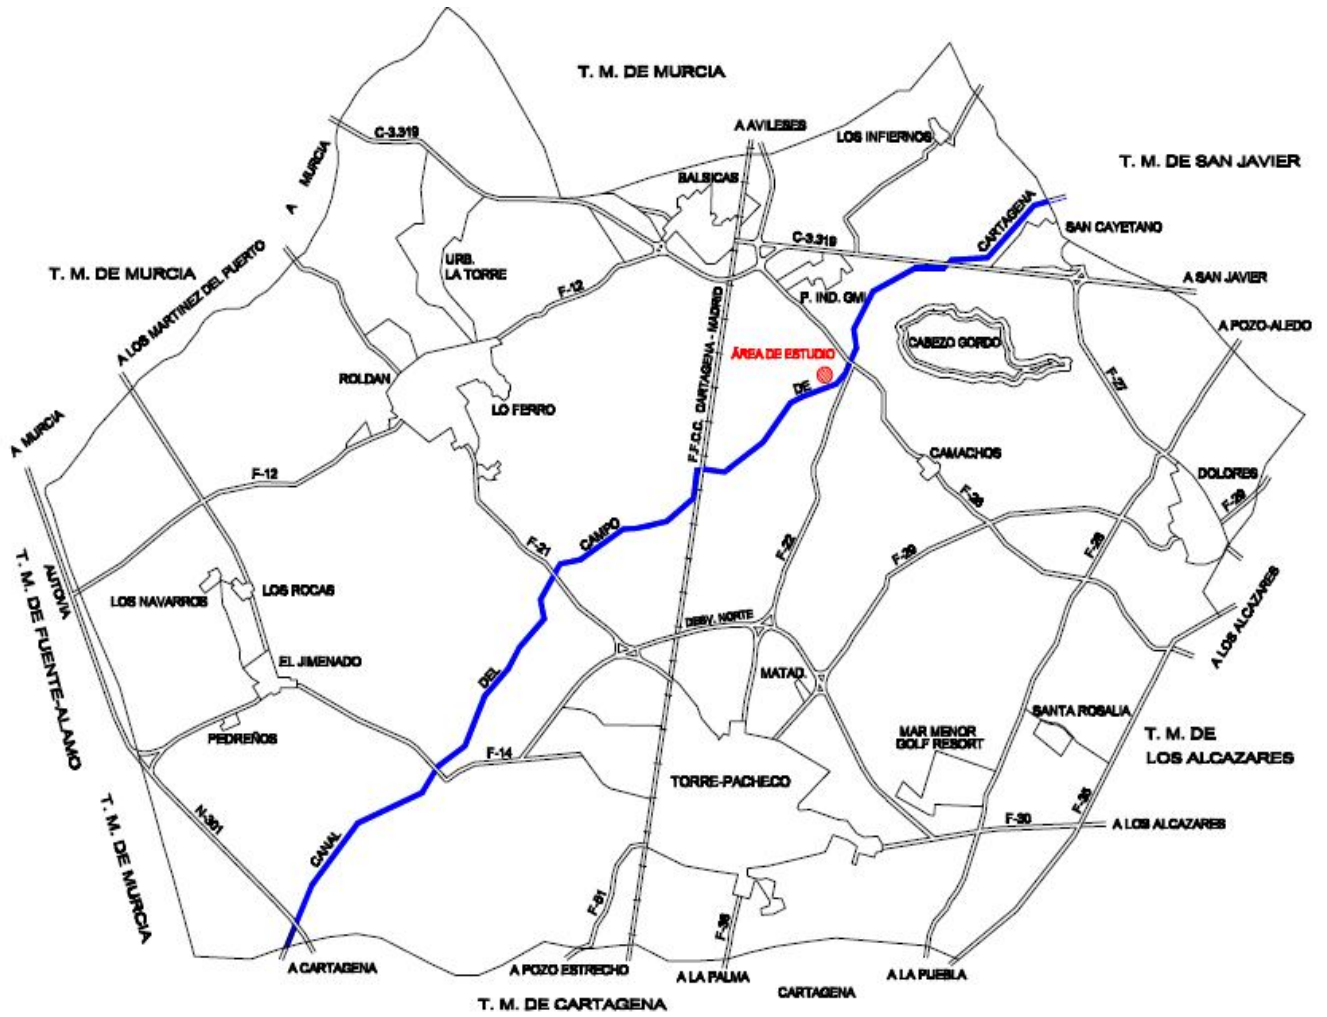 T. M. DE MURCIA
A AVILESES
C-3.319
LOS INFIERNOS
T. M. DE SAN JAVIER
A MURCIA
BALSICAS
CARTAGENA
SAN CAYETANO
C-3.319
T. M. DE MURCIA
A LOS MARTINEZ DEL PUERTO
URB.
LA TORRE
F-12
A SAN JAVIER
P. IND. GMI.
A POZO-ALEDO
F.F.C.C. CARTAGENA - MADRID
CABEZO GORDO
ÁREA DE ESTUDIO
ROLDAN
DE
F-27
LO FERRO
A MURCIA
CAMACHOS
F-12
DOLORES
F-26
F-29
CAMPO
F-21
F-22
F-29
F-28
AUTOVIA
T. M. DE FUENTE-ALAMO
LOS NAVARROS
LOS ROCAS
DESV. NORTE
A LOS ALCAZARES
EL JIMENADO
DEL
MATAD.
PEDREÑOS
SANTA ROSALIA
MAR MENOR
GOLF RESORT
T. M. DE
LOS ALCAZARES
F-14
TORRE-PACHECO
T. M. DE MURCIA
N-301
F-35
F-30
A LOS ALCAZARES
CANAL
F-36
A CARTAGENA
A POZO ESTRECHO
A LA PALMA
A LA PUEBLA
CARTAGENA
T. M. DE CARTAGENA